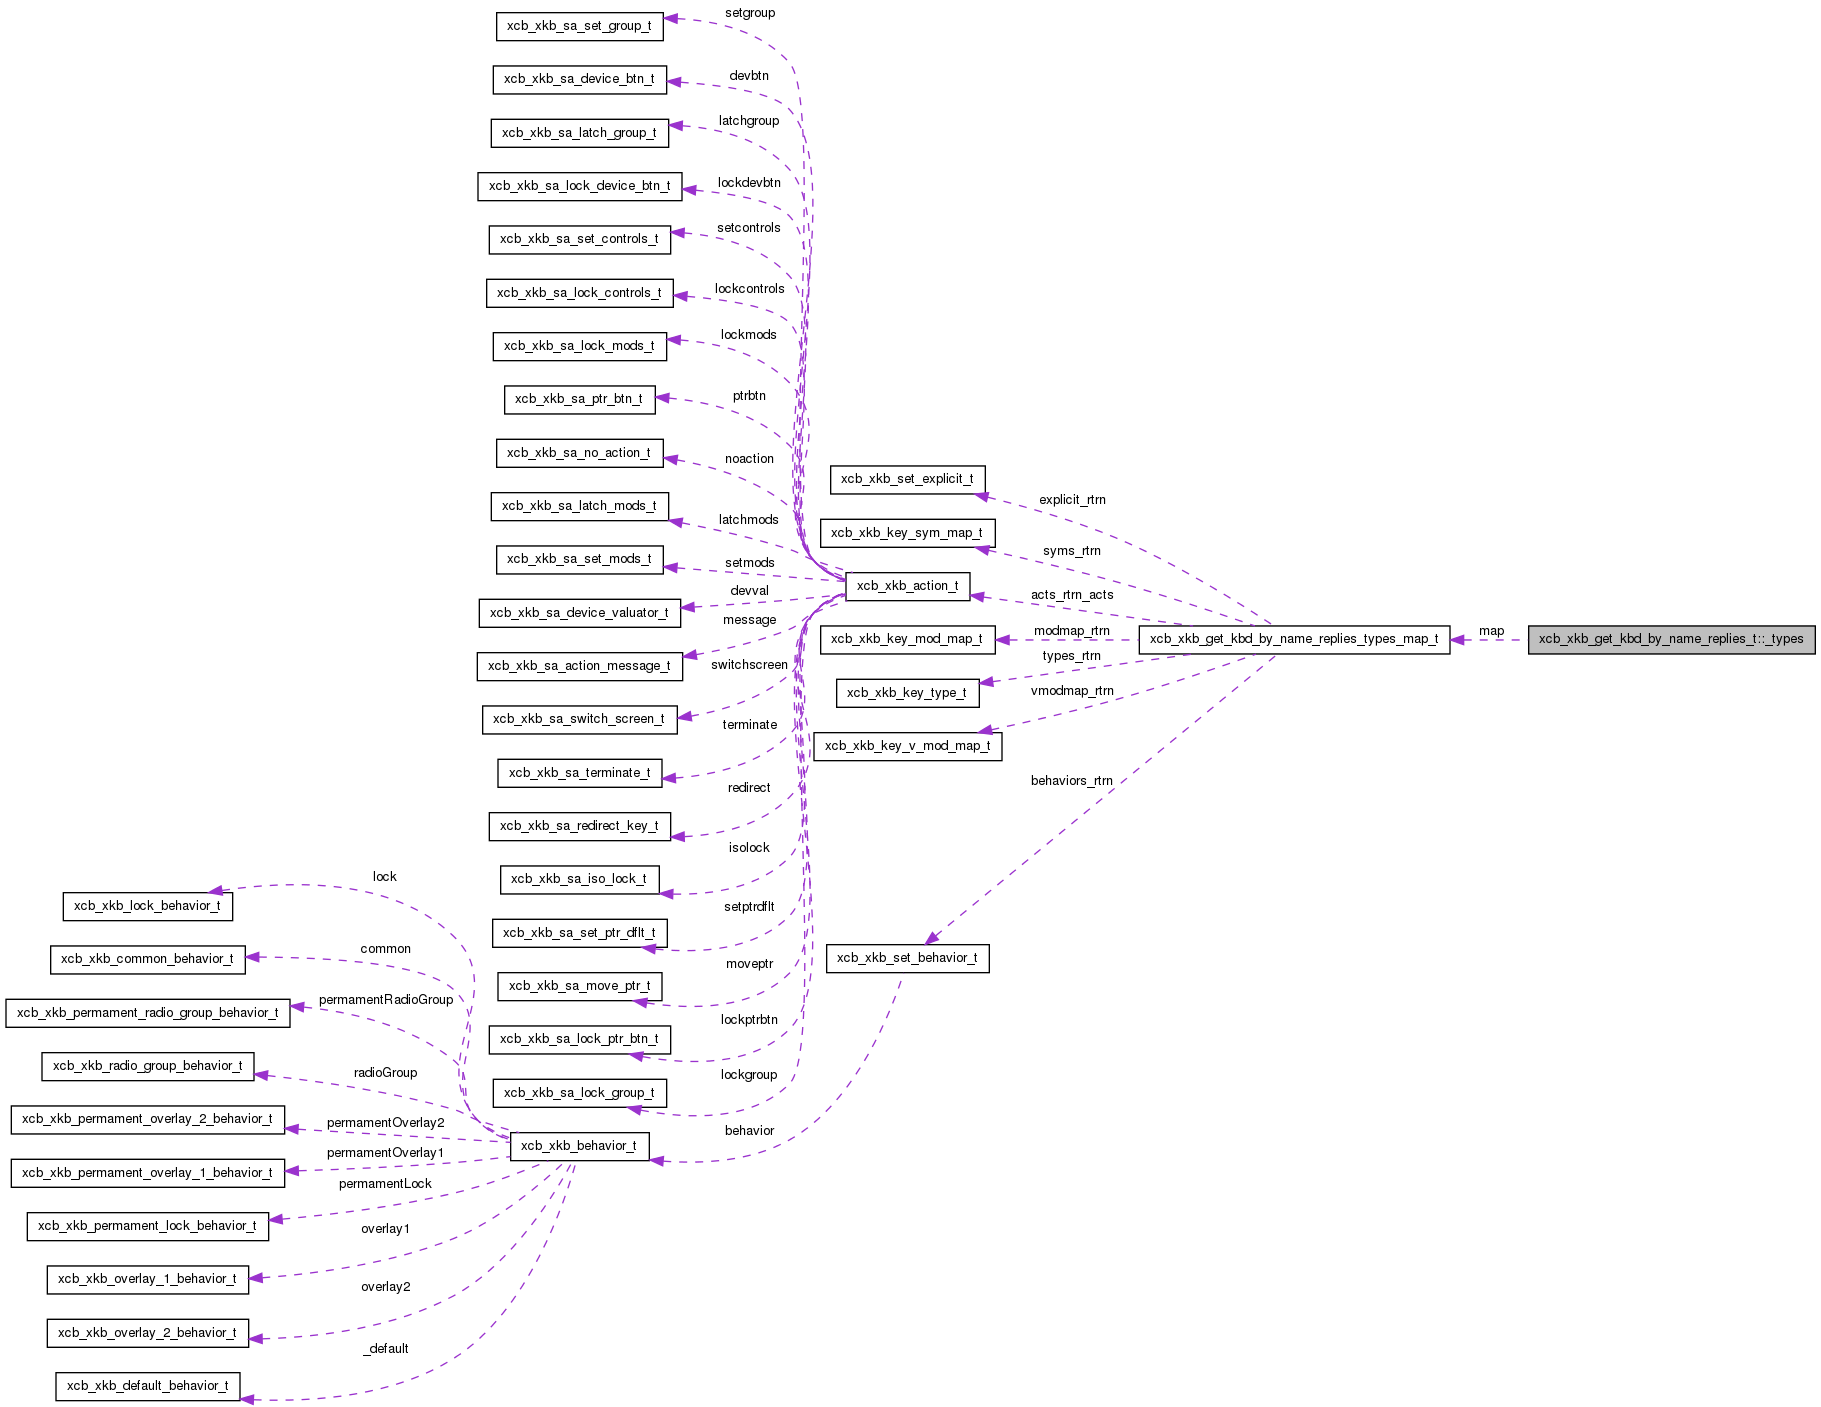 setgroup
xcb_xkb_sa_set_group_t
devbtn
xcb_xkb_sa_device_btn_t
latchgroup
xcb_xkb_sa_latch_group_t
lockdevbtn
xcb_xkb_sa_lock_device_btn_t
setcontrols
xcb_xkb_sa_set_controls_t
lockcontrols
xcb_xkb_sa_lock_controls_t
lockmods
xcb_xkb_sa_lock_mods_t
ptrbtn
xcb_xkb_sa_ptr_btn_t
noaction
xcb_xkb_sa_no_action_t
latchmods
xcb_xkb_sa_latch_mods_t
setmods
xcb_xkb_sa_set_mods_t
devval
xcb_xkb_sa_device_valuator_t
message
xcb_xkb_sa_action_message_t
switchscreen
xcb_xkb_sa_switch_screen_t
terminate
xcb_xkb_sa_terminate_t
redirect
xcb_xkb_sa_redirect_key_t
isolock
xcb_xkb_sa_iso_lock_t
setptrdflt
xcb_xkb_sa_set_ptr_dflt_t
moveptr
xcb_xkb_sa_move_ptr_t
lockptrbtn
xcb_xkb_sa_lock_ptr_btn_t
lockgroup
xcb_xkb_sa_lock_group_t
xcb_xkb_set_explicit_t
explicit_rtrn
xcb_xkb_key_sym_map_t
syms_rtrn
xcb_xkb_action_t
acts_rtrn_acts
xcb_xkb_key_mod_map_t
modmap_rtrn
xcb_xkb_get_kbd_by_name_replies_types_map_t
map
xcb_xkb_get_kbd_by_name_replies_t::_types
types_rtrn
xcb_xkb_key_type_t
vmodmap_rtrn
xcb_xkb_key_v_mod_map_t
behaviors_rtrn
xcb_xkb_set_behavior_t
behavior
xcb_xkb_behavior_t
lock
xcb_xkb_lock_behavior_t
common
xcb_xkb_common_behavior_t
permamentRadioGroup
xcb_xkb_permament_radio_group_behavior_t
radioGroup
xcb_xkb_radio_group_behavior_t
permamentOverlay2
xcb_xkb_permament_overlay_2_behavior_t
permamentOverlay1
xcb_xkb_permament_overlay_1_behavior_t
permamentLock
xcb_xkb_permament_lock_behavior_t
overlay1
xcb_xkb_overlay_1_behavior_t
overlay2
xcb_xkb_overlay_2_behavior_t
_default
xcb_xkb_default_behavior_t